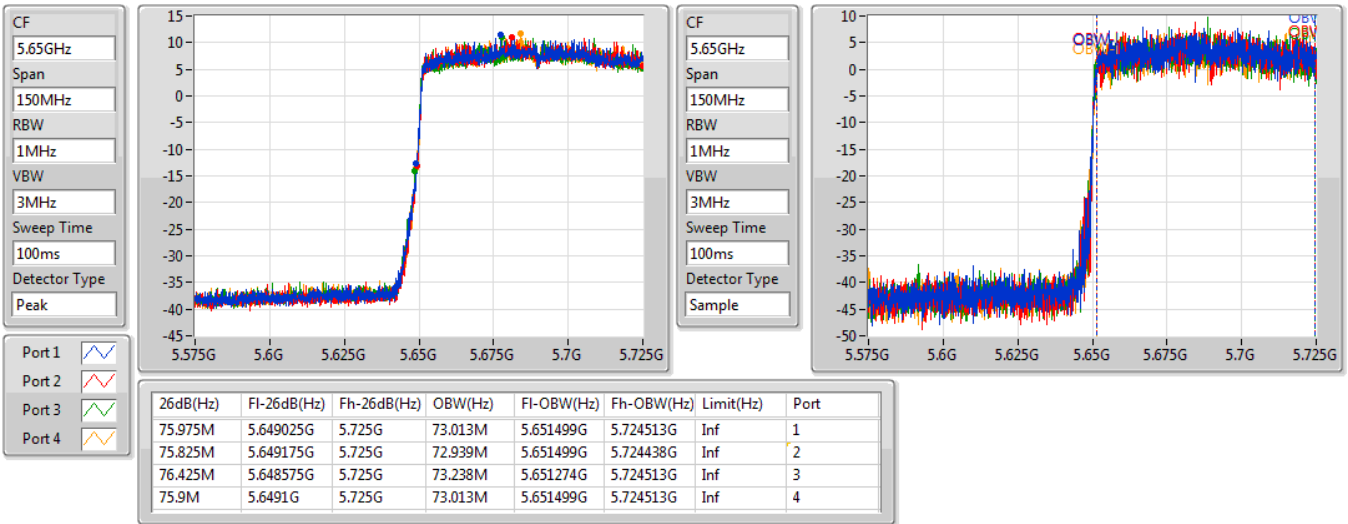 CF
5.65GHz
Span
150MHz
RBW
1MHz
VBW
3MHz
Sweep Time
100ms
Detector Type
Peak
15
10
5
0
-5
-10
-15
-20
-25
-30
-35
-40
-45
5.575G 5.6G 5.625G 5.65G 5.675G 5.7G 5.725G
CF
5.65GHz
Span
150MHz
RBW
1MHz
VBW
3MHz
Sweep Time
100ms
Detector Type
Sample
10
5
0
-5
-10
-15
-20
-25
-30
-35
-40
-45
-50
OBW
5.575G 5.6G 5.625G 5.65G 5.675G 5.7G 5.725G
Port 1
Port 2
Port 3
Port 4
26dB(Hz) Fl-26dB(Hz) Fh-26dB(Hz) OBW(Hz) Fl-OBW(Hz) Fh-OBW(Hz) Limit(Hz) Port
75.975M 5.649025G 5.725G 73.013M 5.651499G 5.724513G Inf 1
75.825M 5.649175G 5.725G 72.939M 5.651499G 5.724438G Inf 2
76.425M 5.648575G 5.725G 73.238M 5.651274G 5.724513G Inf 3
75.9M 5.6491G 5.725G 73.013M 5.651499G 5.724513G Inf 4